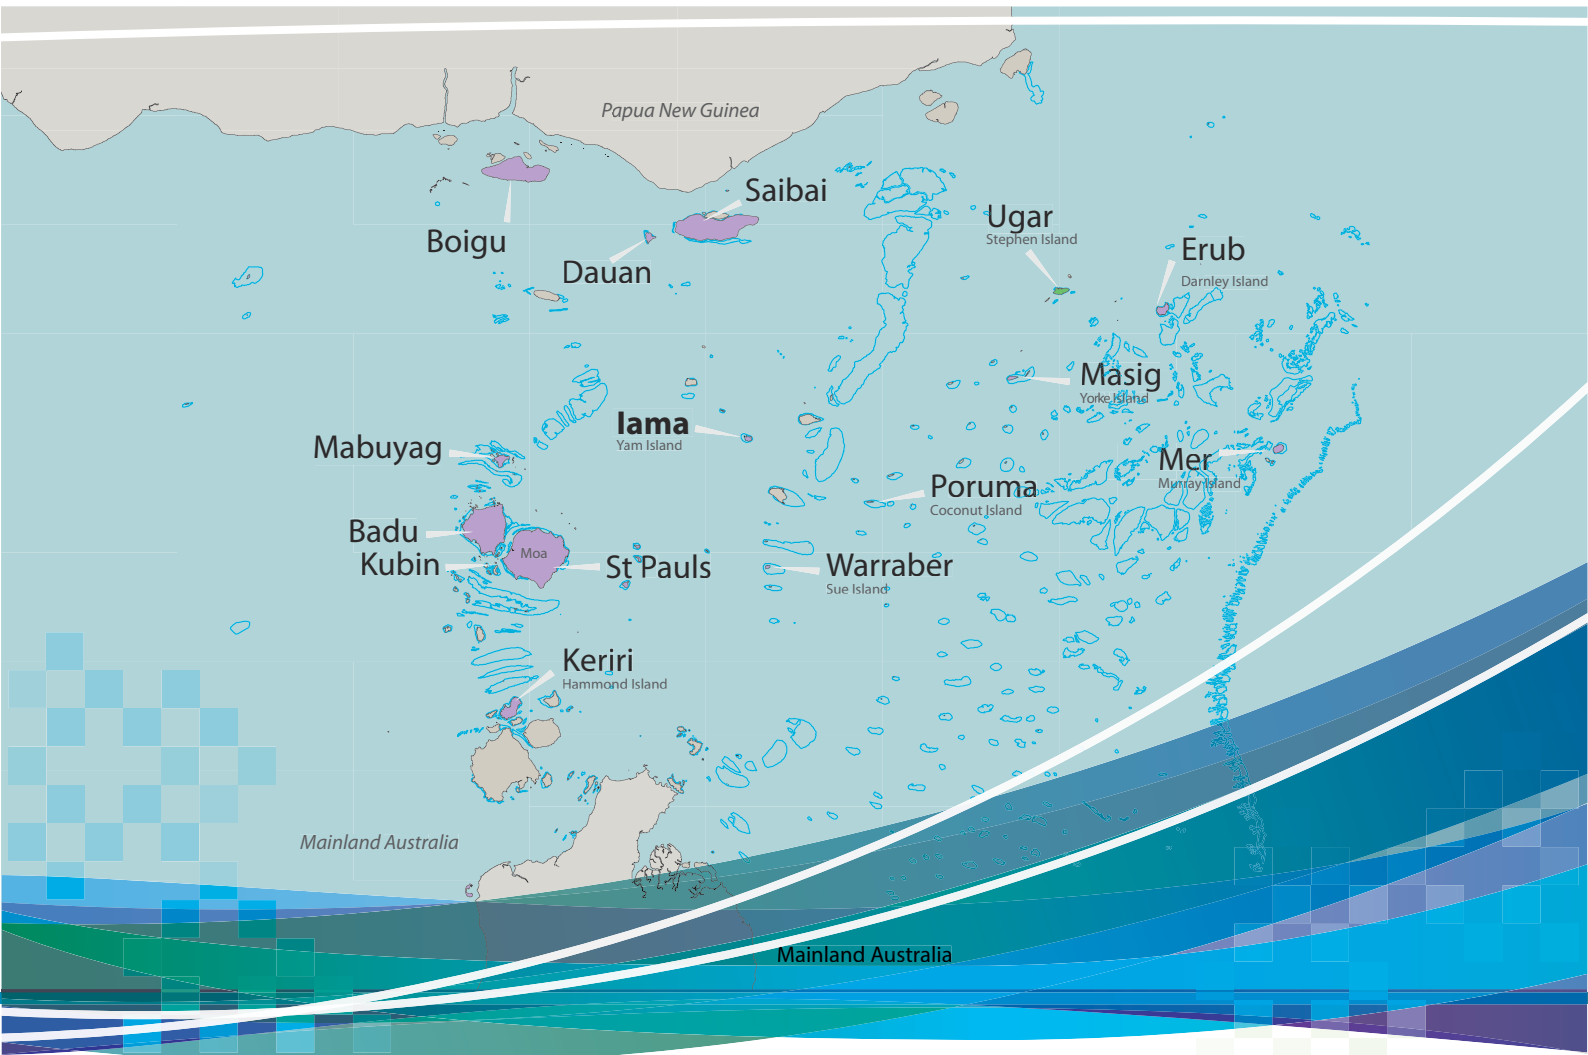 Papua New Guinea
Saibai
Boigu
Dauan
Ugar
Stephen Island
Erub
Darnley Island
Masig
Yorke Island
Iama
Yam Island
Mabuyag
Mer
Murray Island
Poruma
Coconut Island
Badu
Kubin
Moa
St Pauls
Warraber
Sue Island
Keriri
Hammond Island
Mainland Australia
Mainland Australia